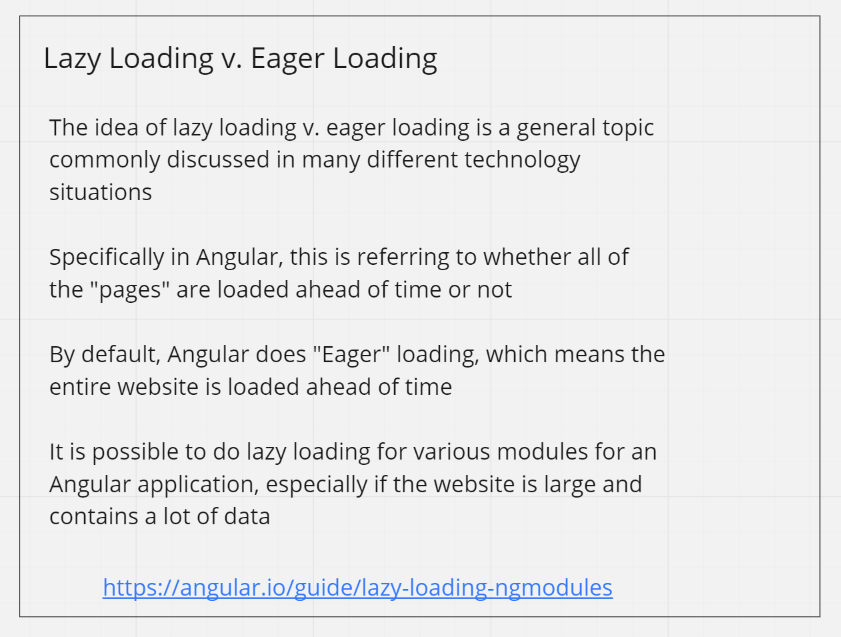 Lazy Loading v. Eager Loading
The idea of lazy loading v. eager loading is a general topic
commonly discussed in many different technology
situations
Specifically in Angular, this is referring to whether all of
the "pages" are loaded ahead of time or not
By default, Angular does "Eager" loading, which means the
entire website is loaded ahead of time
It is possible to do lazy loading for various modules for an
Angular application, especially if the website is large and
contains a lot of data
https://angular.io/guide/lazy-loading-ngmodules